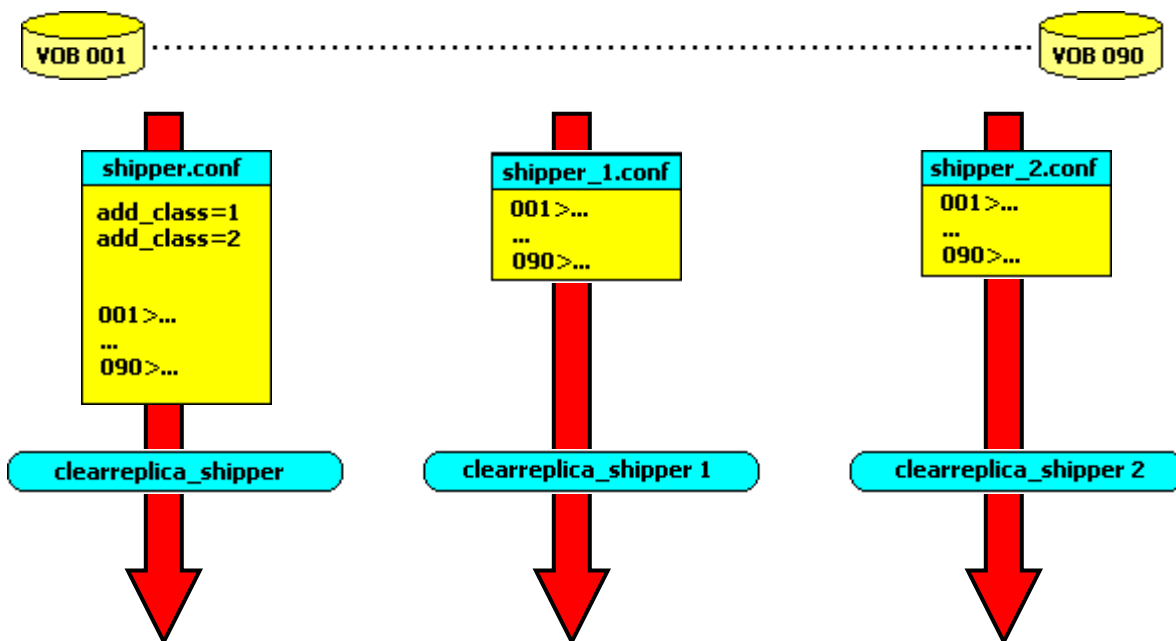 VOB 001
VOB 090
shipper.conf
add_class=1
add_class=2
001>...
...
090>...
shipper_1.conf
001>...
...
090>...
shipper_2.conf
001>...
...
090>...
clearreplica_shipper
clearreplica_shipper 1
clearreplica_shipper 2